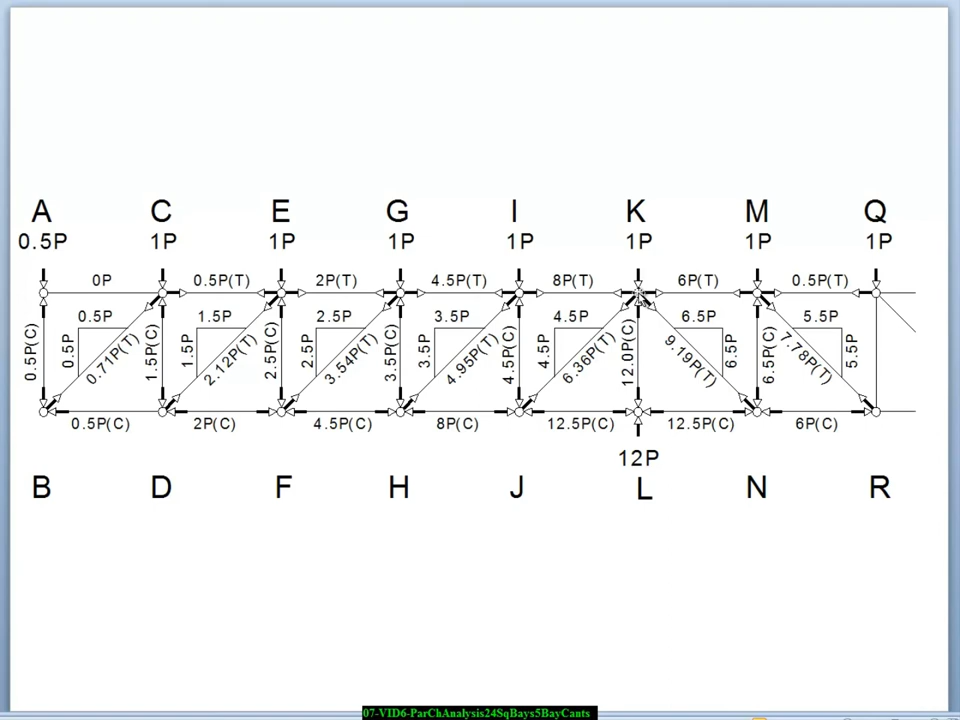 A C E G I K M Q
0.5P 1P 1P 1P 1P 1P 1P 1P
0P 0.5P(T) 2P(T) 4.5P(T) 8P(T) 6P(T) 0.5P(T)
0.5P 1.5P 2.5P 3.5P 4.5P 6.5P 5.5P
0.5P(C) 0.5P 0.71P(T) 1.5P(C) 1.5P 2.12P(T) 2.5P(C) 2.5P 3.54P(T) 3.5P(C) 3.5P 4.95P(T) 4.5P(C) 4.5P 6.36P(T) 12.0P(C) 9.19P(T) 6.5P 6.5P(C) 7.78P(T) 5.5P
0.5P(C) 2P(C) 4.5P(C) 8P(C) 12.5P(C) 12.5P(C) 6P(C)
12P
B D F H J L N R
07-VID6-ParChAnalysis24SqBays5BayCants